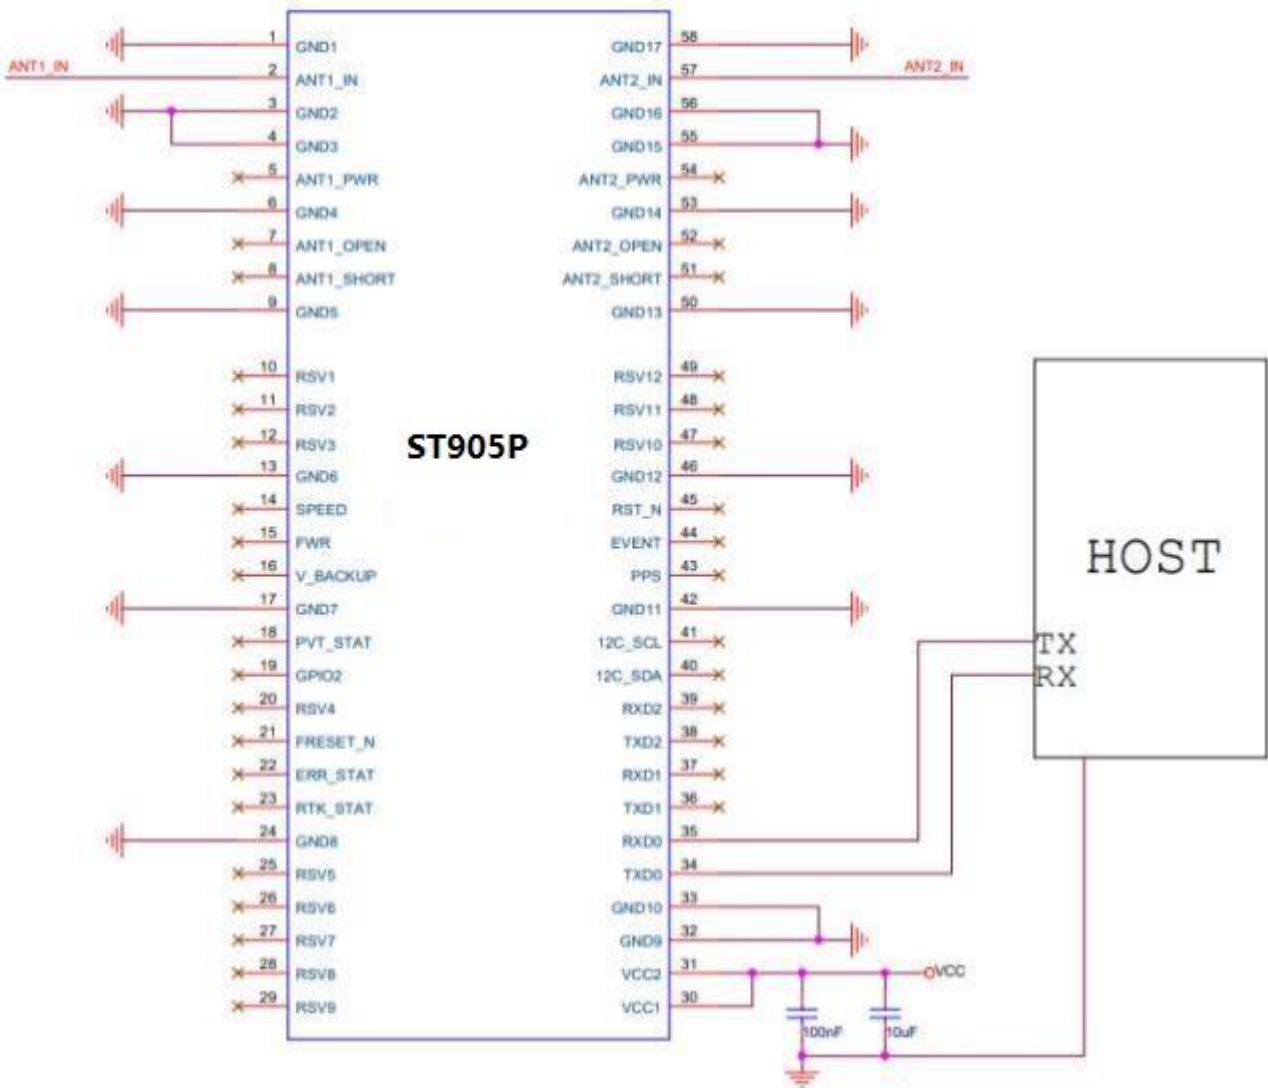 1 GND1 GND17 58
ANT1_IN 2 ANT1_IN ANT2_IN 57 ANT2_IN
3 GND2 GND16 56
4 GND3 GND15 55
5 ANT1_PWR ANT2_PWR 54
6 GND4 GND14 53
7 ANT1_OPEN ANT2_OPEN 52
8 ANT1_SHORT ANT2_SHORT 51
9 GND5 GND13 50
10 RSV1 RSV12 49
11 RSV2 RSV11 48
12 RSV3 RSV10 47
ST905P
13 GND6 GND12 46
14 SPEED RST_N 45
15 FWR EVENT 44
HOST
16 V_BACKUP PPS 43
17 GND7 GND11 42
18 PVT_STAT 12C_SCL 41 TX
19 GPIO2 12C_SDA 40 RX
20 RSV4 RXD2 39
21 FRESET_N TXD2 38
22 ERR_STAT RXD1 37
23 RTK_STAT TXD1 36
24 GND8 RXD0 35
25 RSV5 TXD0 34
26 RSV6 GND10 33
27 RSV7 GND9 32
28 RSV8 VCC2 31 VCC
29 RSV9 VCC1 30
100nF 10uF